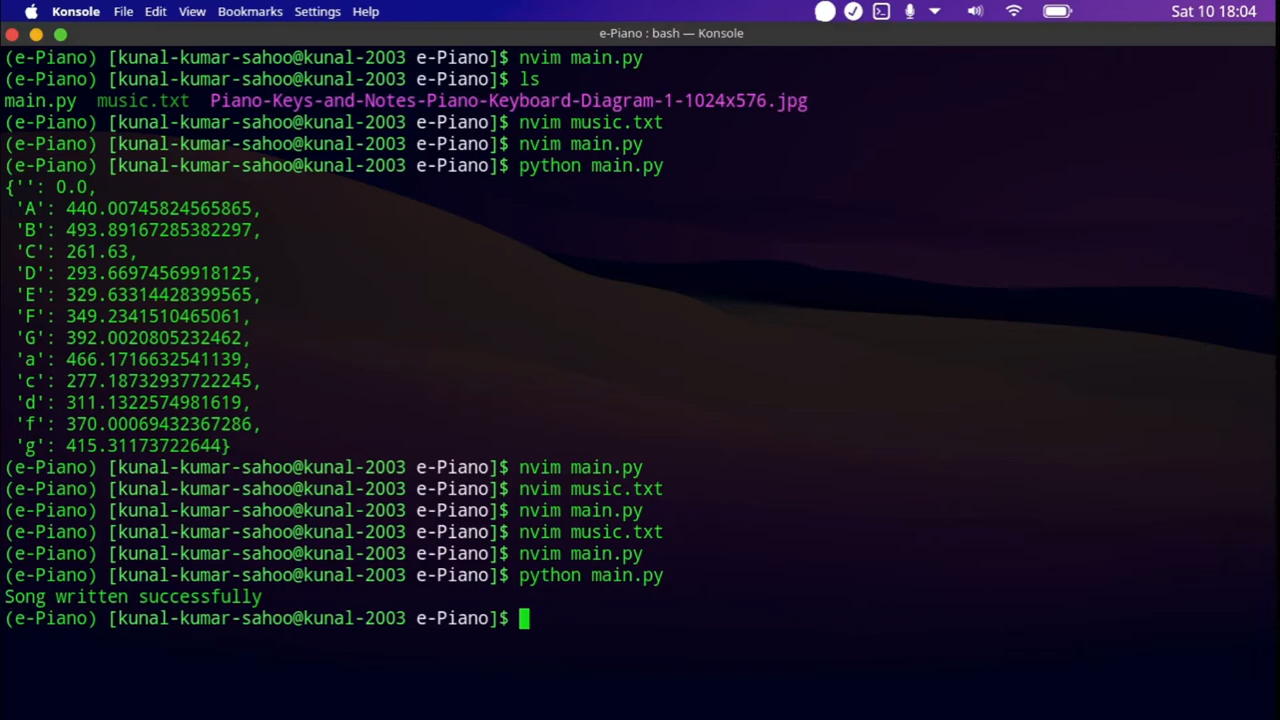 Konsole File Edit View Bookmarks Settings Help Sat 10 18:04
e-Piano : bash — Konsole
(e-Piano) [kunal-kumar-sahoo@kunal-2003 e-Piano]$ nvim main.py
(e-Piano) [kunal-kumar-sahoo@kunal-2003 e-Piano]$ ls
main.py music.txt Piano-Keys-and-Notes-Piano-Keyboard-Diagram-1-1024x576.jpg
(e-Piano) [kunal-kumar-sahoo@kunal-2003 e-Piano]$ nvim music.txt
(e-Piano) [kunal-kumar-sahoo@kunal-2003 e-Piano]$ nvim main.py
(e-Piano) [kunal-kumar-sahoo@kunal-2003 e-Piano]$ python main.py
{'': 0.0,
'A': 440.00745824565865,
'B': 493.89167285382297,
'C': 261.63,
'D': 293.66974569918125,
'E': 329.63314428399565,
'F': 349.2341510465061,
'G': 392.0020805232462,
'a': 466.1716632541139,
'c': 277.18732937722245,
'd': 311.1322574981619,
'f': 370.00069432367286,
'g': 415.31173722644}
(e-Piano) [kunal-kumar-sahoo@kunal-2003 e-Piano]$ nvim main.py
(e-Piano) [kunal-kumar-sahoo@kunal-2003 e-Piano]$ nvim music.txt
(e-Piano) [kunal-kumar-sahoo@kunal-2003 e-Piano]$ nvim main.py
(e-Piano) [kunal-kumar-sahoo@kunal-2003 e-Piano]$ nvim music.txt
(e-Piano) [kunal-kumar-sahoo@kunal-2003 e-Piano]$ nvim main.py
(e-Piano) [kunal-kumar-sahoo@kunal-2003 e-Piano]$ python main.py
Song written successfully
(e-Piano) [kunal-kumar-sahoo@kunal-2003 e-Piano]$